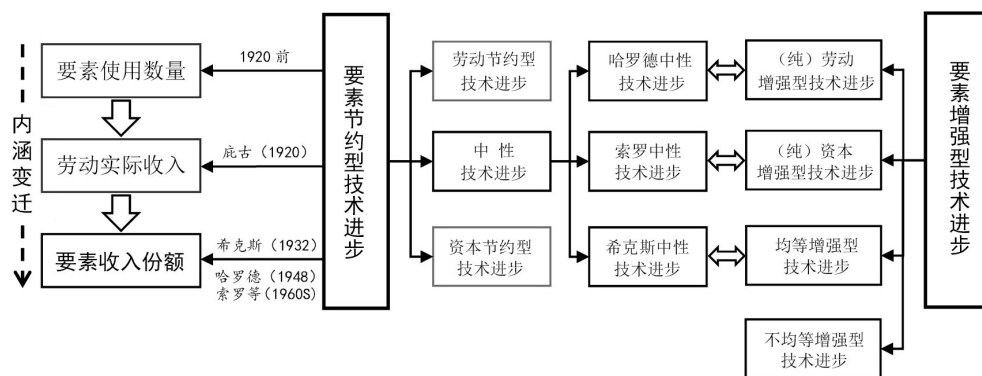 内涵变迁
要素使用数量
劳动实际收入
要素收入份额
1920 前
庇古（1920）
希克斯（1932）
哈罗德（1948）
索罗等（1960S）
要素节约型技术进步
劳动节约型
技术进步
中 性
技术进步
资本节约型
技术进步
哈罗德中性
技术进步
索罗中性
技术进步
希克斯中性
技术进步
（纯）劳动
增强型技术进步
（纯）资本
增强型技术进步
均等增强型
技术进步
不均等增强型
技术进步
要素增强型技术进步